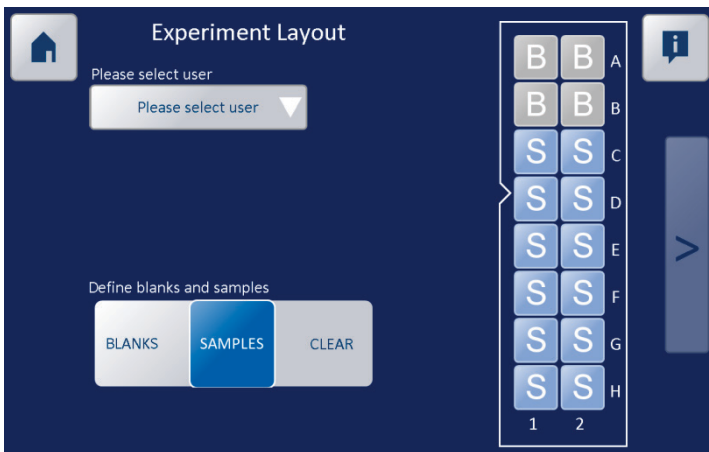 Experiment Layout
i
Please select user
Please select user
B B A
B B B
S S C
S S D
S S E
>
S S F
S S G
S S H
1 2
Define blanks and samples
BLANKS SAMPLES CLEAR